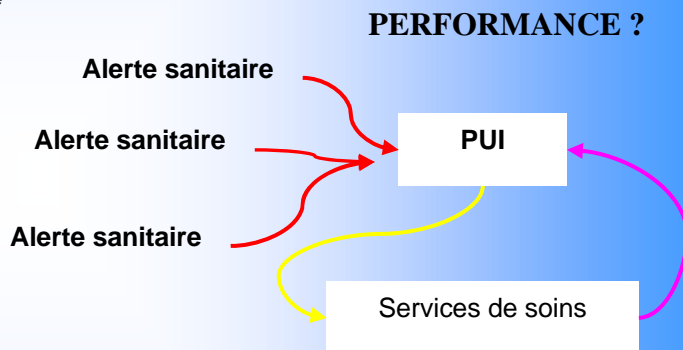 PERFORMANCE ?
Alerte sanitaire
Alerte sanitaire
PUI
Alerte sanitaire
Services de soins